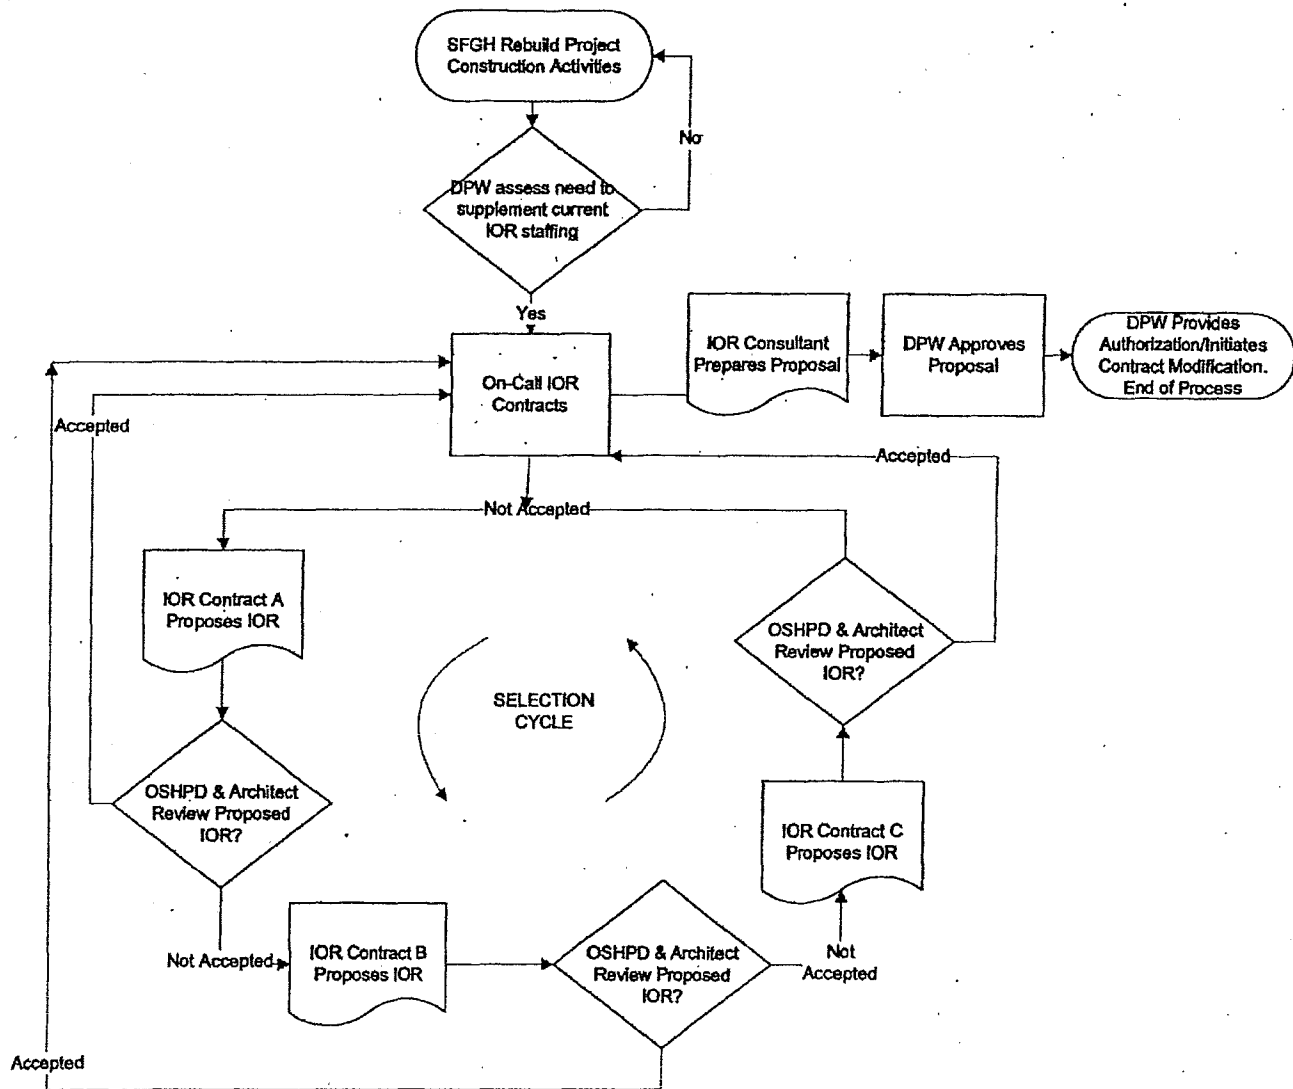 SFGH Rebuild Project
Construction Activities
No
DPW assess need to
supplement current
IOR staffing
Yes
On-Call IOR
Contracts
IOR Consultant
Prepares Proposal
DPW Approves
Proposal
DPW Provides
Authorization/Initiates
Contract Modification.
End of Process
Accepted
Accepted
Not Accepted
IOR Contract A
Proposes IOR
OSHPD & Architect
Review Proposed
IOR?
SELECTION
CYCLE
OSHPD & Architect
Review Proposed
IOR?
IOR Contract C
Proposes IOR
Not Accepted
IOR Contract B
Proposes IOR
OSHPD & Architect
Review Proposed
IOR?
Not
Accepted
Accepted